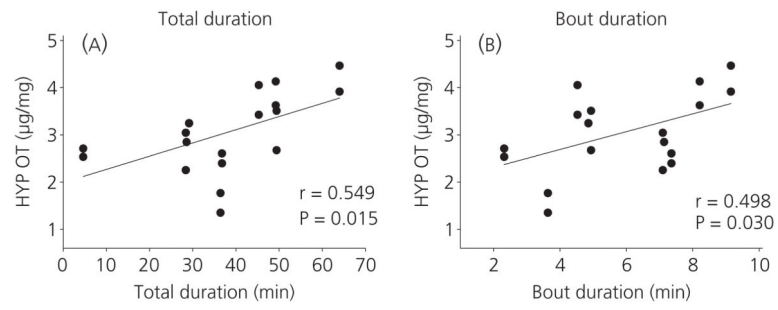 Total duration
(A)
HYP OT (µg/mg)
5
4
3
2
1
r = 0.549
P = 0.015
0 10 20 30 40 50 60 70
Total duration (min)
Bout duration
(B)
HYP OT (µg/mg)
5
4
3
2
1
r = 0.498
P = 0.030
2 4 6 8 10
Bout duration (min)